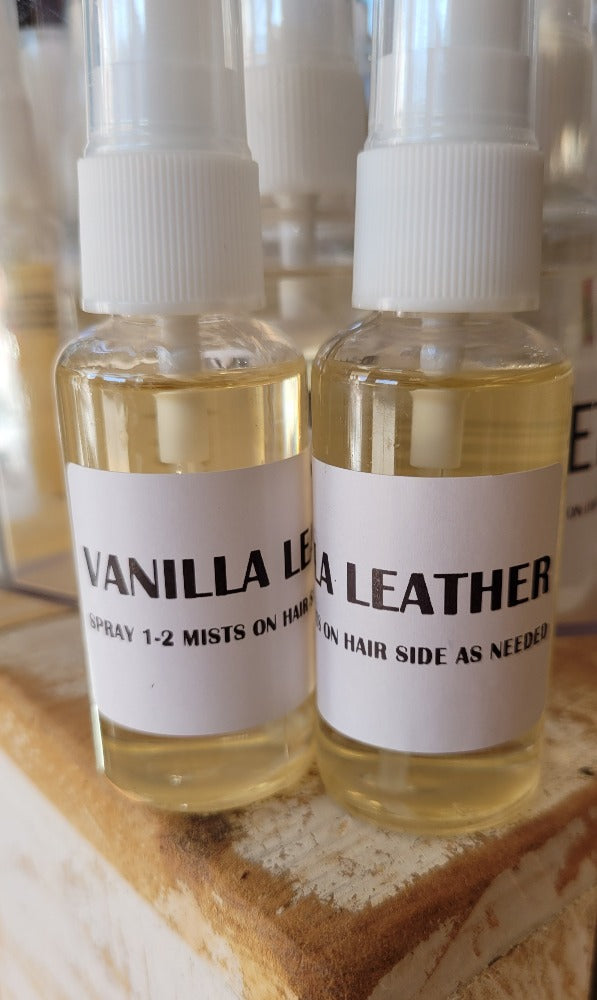 VANILLA LE
SPRAY 1-2 MISTS ON HAIR S
LA LEATHER
S ON HAIR SIDE AS NEEDED